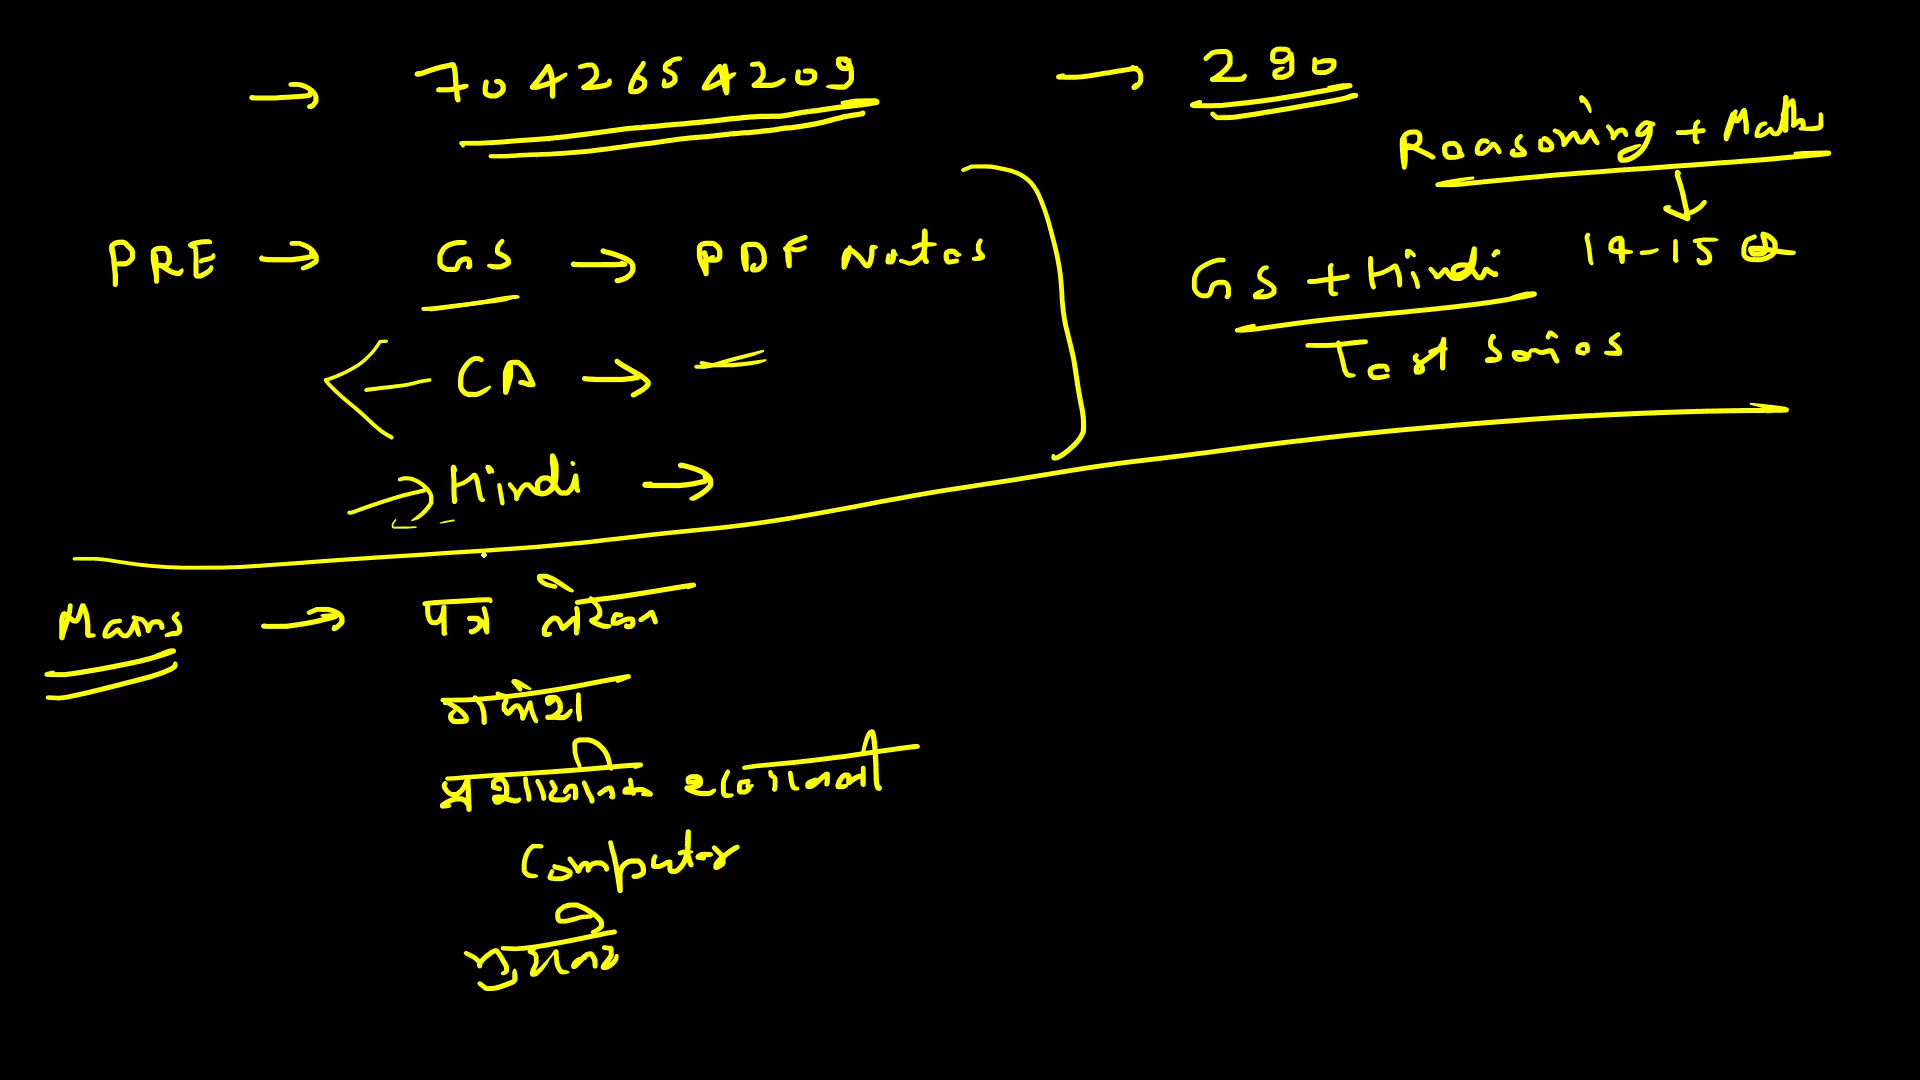 → 7042654209 → 290
Reasoning + Maths
↓
14-15
PRE → GS → PDF Notes
GS + Hindi
Test Series
CA →
→ Hindi →
Mains → पत्र लेखन
प्रशासनिक शब्दावली
Computer